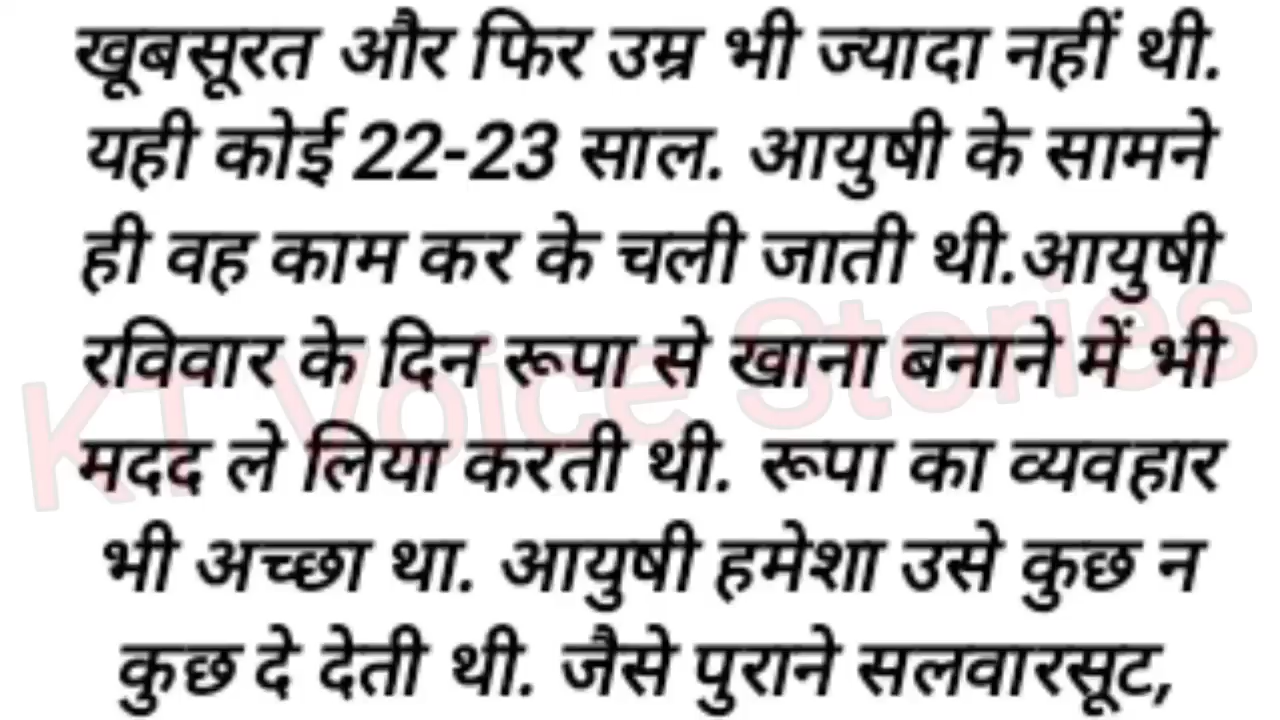 खूबसूरत और फिर उम्र भी ज्यादा नहीं थी.
यही कोई 22-23 साल. आयुषी के सामने
ही वह काम कर के चली जाती थी.आयुषी
रविवार के दिन रूपा से खाना बनाने में भी
मदद ले लिया करती थी. रूपा का व्यवहार
भी अच्छा था. आयुषी हमेशा उसे कुछ न
कुछ दे देती थी. जैसे पुराने सलवारसूट,
KT Voice Stories